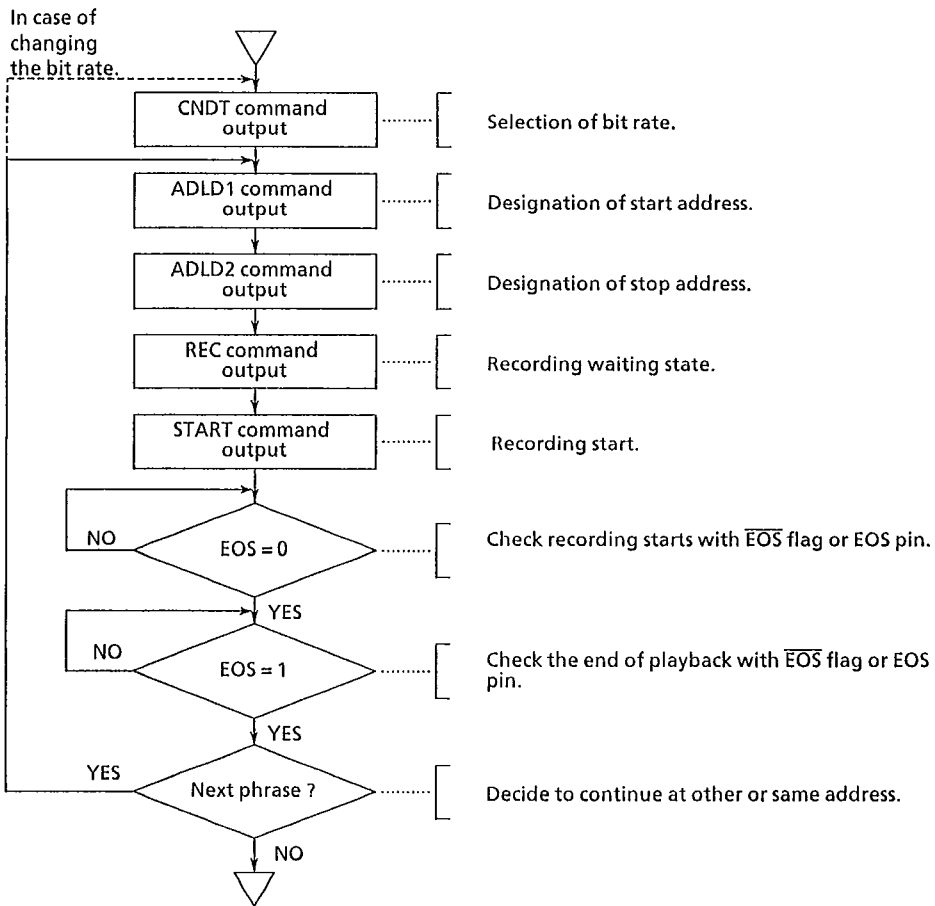 In case of
changing
the bit rate.
CNDT command
output
Selection of bit rate.
ADLD1 command
output
Designation of start address.
ADLD2 command
output
Designation of stop address.
REC command
output
Recording waiting state.
START command
output
Recording start.
NO
EOS = 0
Check recording starts with E̅O̅S̅ flag or EOS pin.
YES
NO
EOS = 1
Check the end of playback with E̅O̅S̅ flag or EOS
pin.
YES
YES
Next phrase ?
Decide to continue at other or same address.
NO